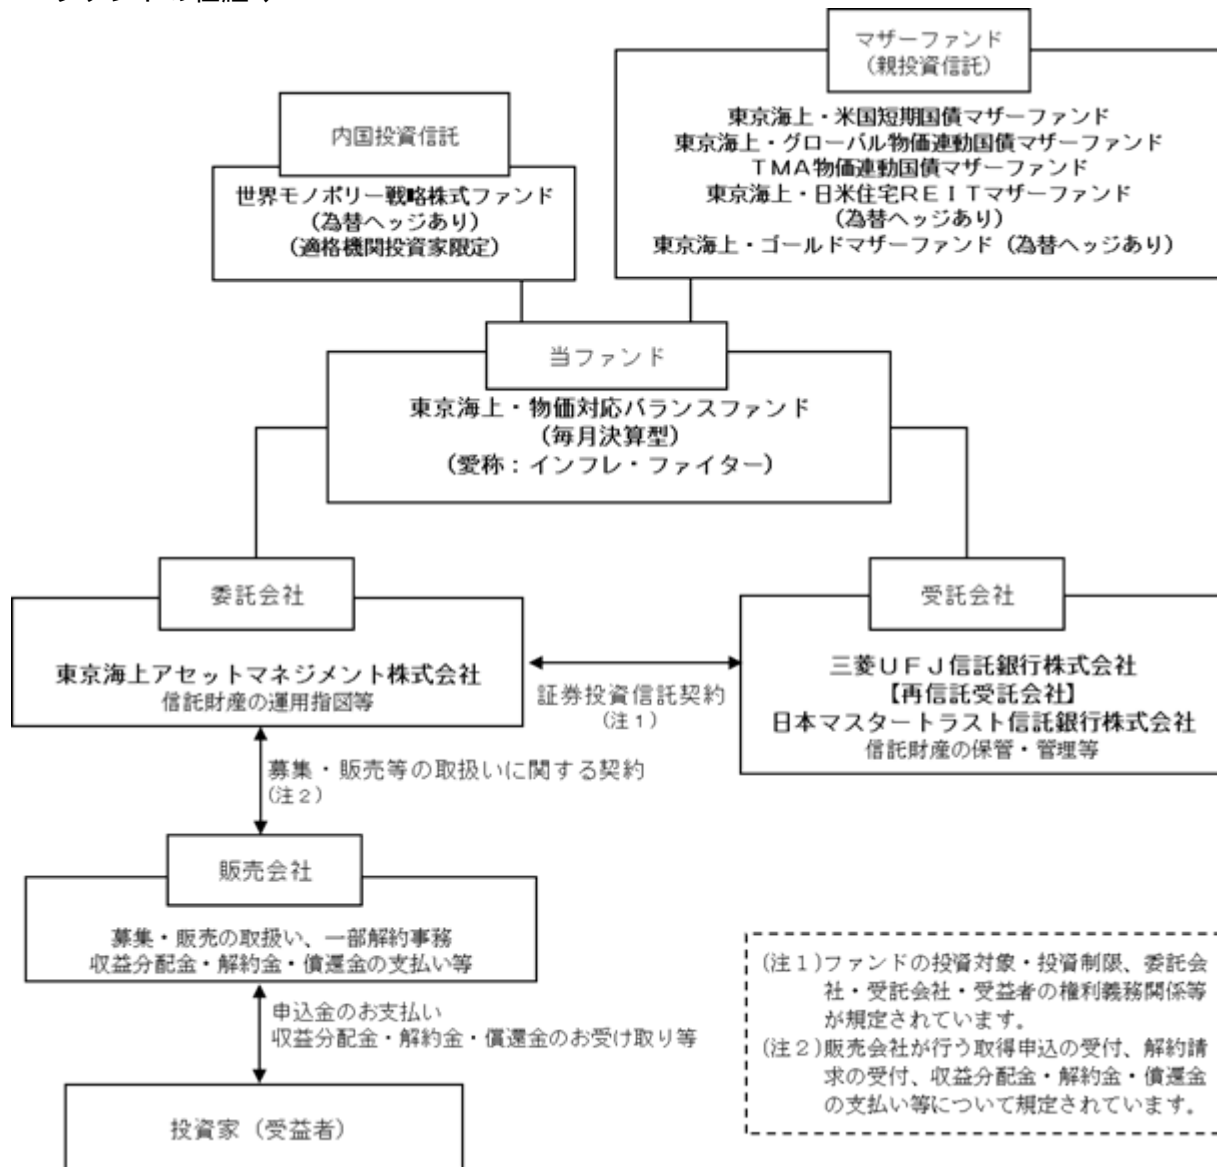 マザーファンド
(親投資信託)
東京海上・米国短期国債マザーファンド
東京海上・グローバル物価連動国債マザーファンド
TMA物価連動国債マザーファンド
東京海上・日米住宅REITマザーファンド
(為替ヘッジあり)
東京海上・ゴールドマザーファンド(為替ヘッジあり)
内国投資信託
世界モノポリー戦略株式ファンド
(為替ヘッジあり)
(適格機関投資家限定)
当ファンド
東京海上・物価対応バランスファンド
(毎月決算型)
(愛称:インフレ・ファイター)
委託会社
東京海上アセットマネジメント株式会社
信託財産の運用指図等
証券投資信託契約
(注1)
受託会社
三菱UFJ信託銀行株式会社
【再信託受託会社】
日本マスタートラスト信託銀行株式会社
信託財産の保管・管理等
募集・販売等の取扱いに関する契約
(注2)
販売会社
募集・販売の取扱い、一部解約事務
収益分配金・解約金・償還金の支払い等
申込金のお支払い
収益分配金・解約金・償還金のお受け取り等
投資家(受益者)
(注1)ファンドの投資対象・投資制限、委託会
社・受託会社・受益者の権利義務関係等
が規定されています。
(注2)販売会社が行う取得申込の受付、解約請
求の受付、収益分配金・解約金・償還金
の支払い等について規定されています。